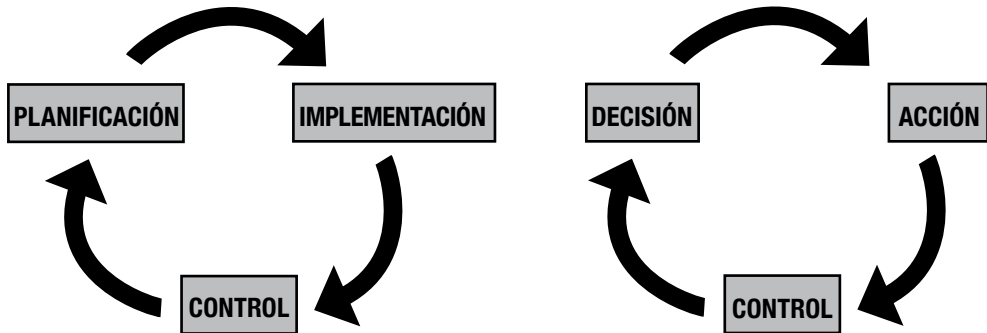 PLANIFICACIÓN
IMPLEMENTACIÓN
CONTROL
DECISIÓN
ACCIÓN
CONTROL